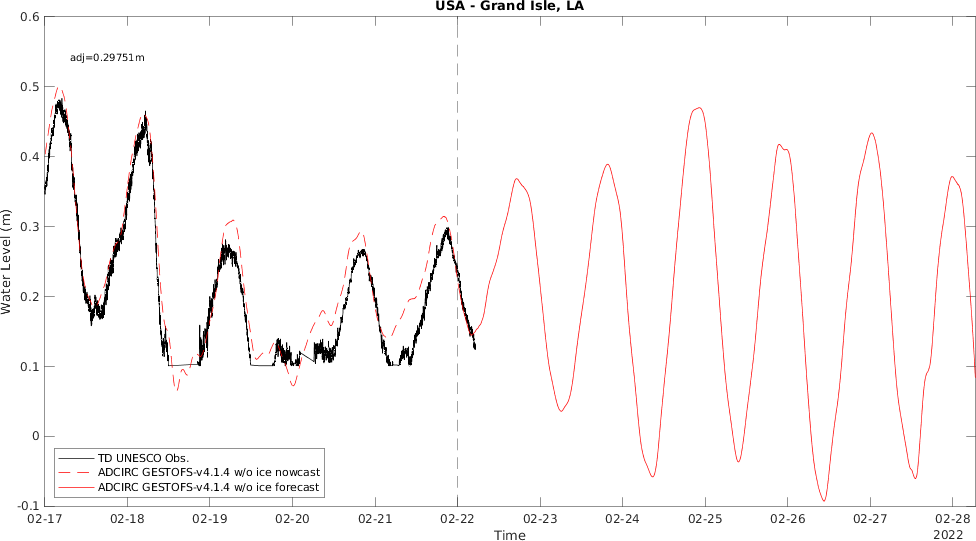 USA - Grand Isle, LA
0.6
adj=0.29751m
0.5
0.4
0.3
0.2
0.1
0
-0.1
Water Level (m)
TD UNESCO Obs.
ADCIRC GESTOFS-v4.1.4 w/o ice nowcast
ADCIRC GESTOFS-v4.1.4 w/o ice forecast
02-17 02-18 02-19 02-20 02-21 02-22 02-23 02-24 02-25 02-26 02-27 02-28
2022
Time